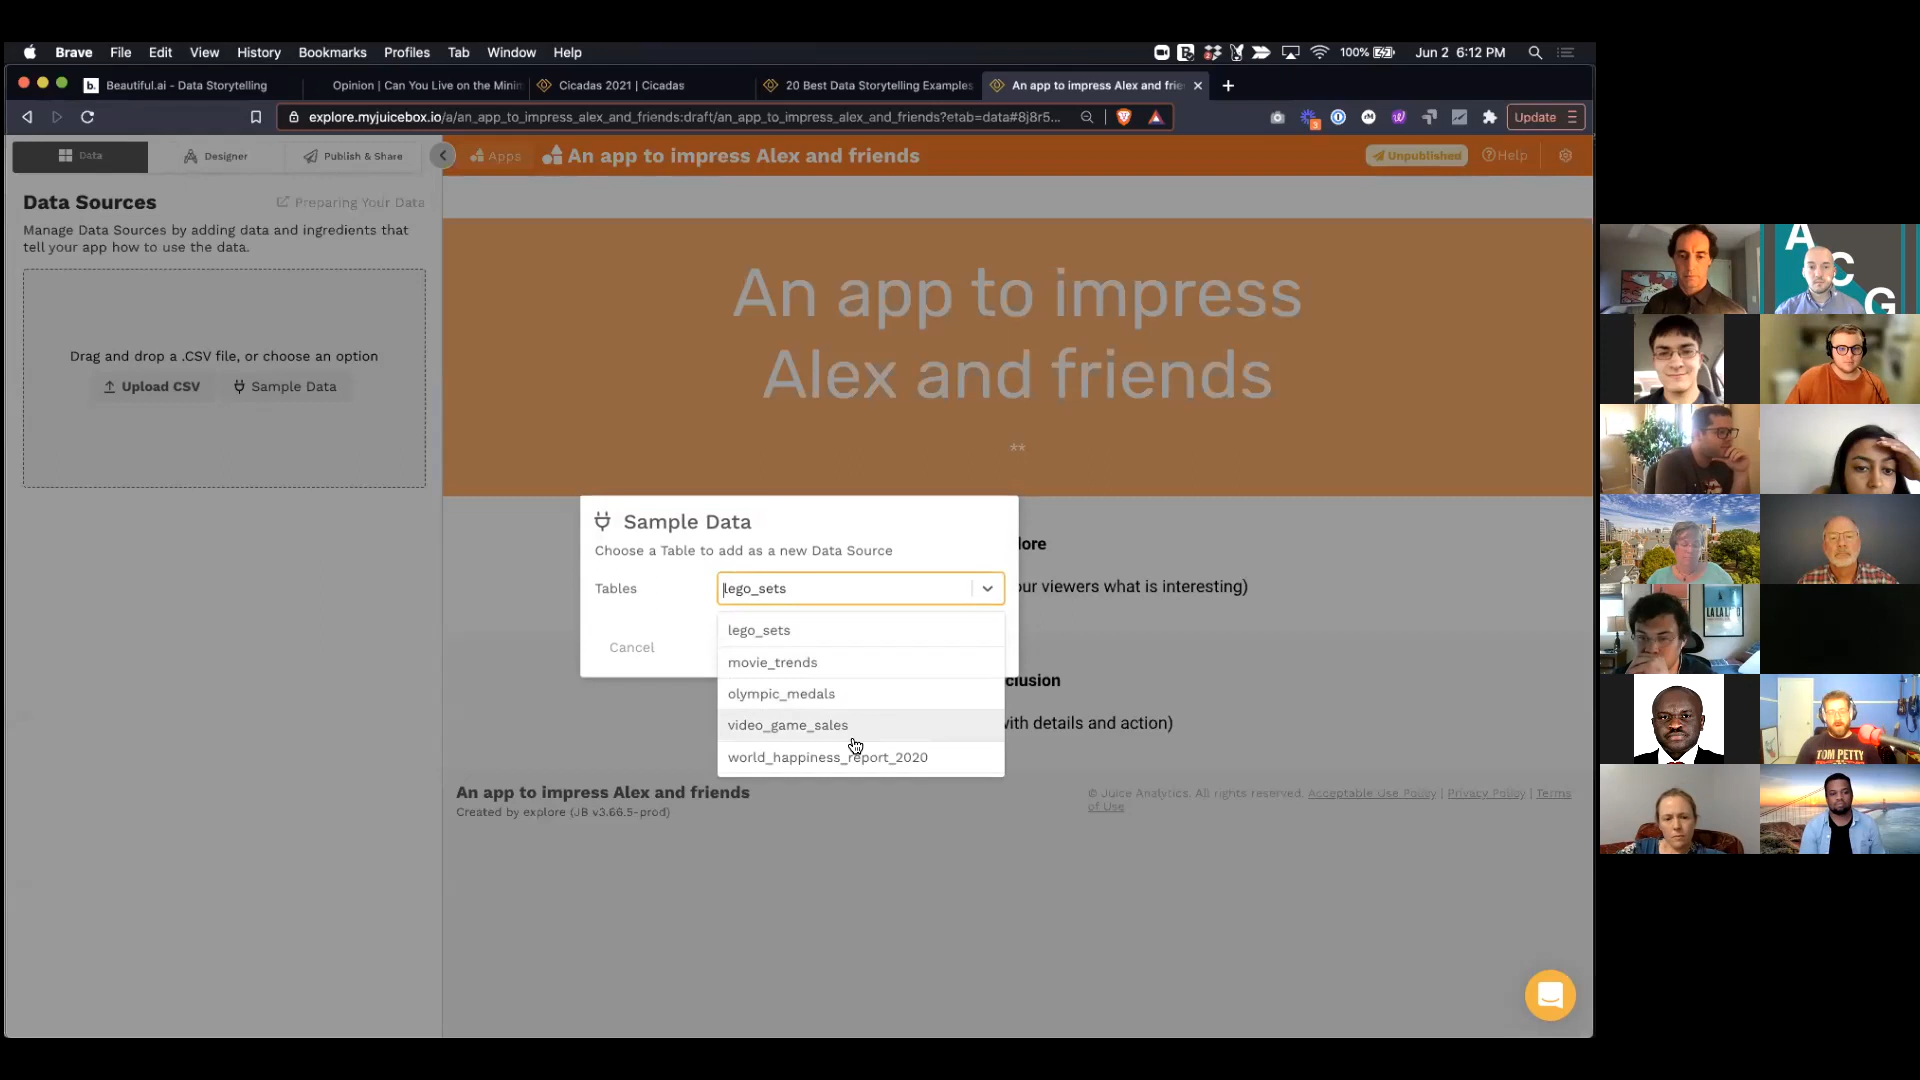 Brave File Edit View History Bookmarks Profiles Tab Window Help 100% Jun 2 6:12 PM
b. Beautiful.ai - Data Storytelling Opinion | Can You Live on the Minim Cicadas 2021 | Cicadas 20 Best Data Storytelling Examples An app to impress Alex and frie
explore.myjuicebox.io/a/an_app_to_impress_alex_and_friends:draft/an_app_to_impress_alex_and_friends?etab=data#8j8r5... 3 Update
Data Designer Publish & Share Apps An app to impress Alex and friends Unpublished Help
Data Sources Preparing Your Data
Manage Data Sources by adding data and ingredients that
tell your app how to use the data.
Drag and drop a .CSV file, or choose an option
Upload CSV Sample Data
An app to impress
Alex and friends
**
Sample Data
Choose a Table to add as a new Data Source
Tables lego_sets
lego_sets
movie_trends
olympic_medals
video_game_sales
world_happiness_report_2020
Cancel
lore
our viewers what is interesting)
clusion
with details and action)
An app to impress Alex and friends
Created by explore (JB v3.66.5-prod)
© Juice Analytics. All rights reserved. Acceptable Use Policy | Privacy Policy | Terms
of Use
A
C
G
LA LA LAND
TOM PETTY